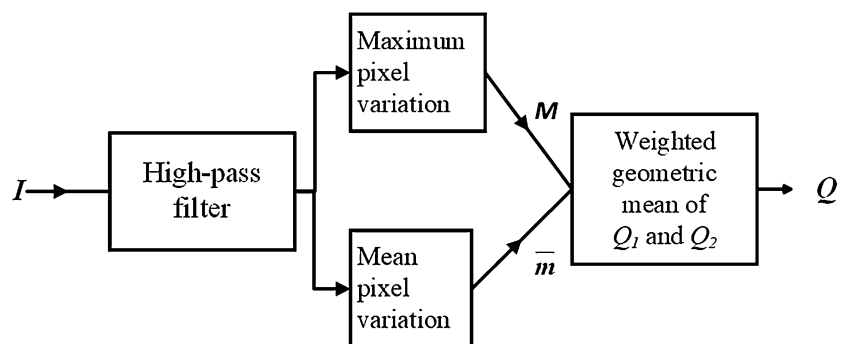 I
High-pass
filter
Maximum
pixel
variation
Mean
pixel
variation
M
m̅
Weighted
geometric
mean of
Q₁ and Q₂
Q